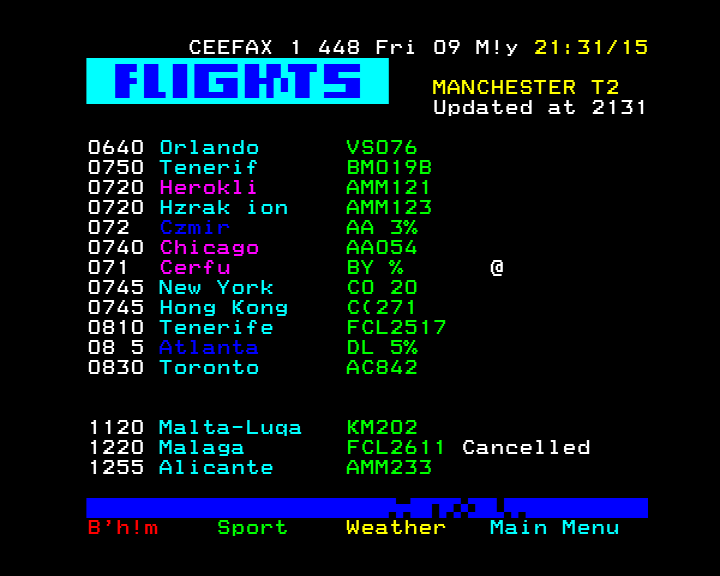 CEEFAX 1 448 Fri 09 M!y 21:31/15
FLIGHTS
MANCHESTER T2
Updated at 2131
0640 Orlando VS076
0750 Tenerif BM019B
0720 Herokli AMM121
0720 Hzrak ion AMM123
072 Czmir AA 3%
0740 Chicago AA054
071 Cerfu BY % @
0745 New York CO 20
0745 Hong Kong C(271
0810 Tenerife FCL2517
08 5 Atlanta DL 5%
0830 Toronto AC842
1120 Malta-Luqa KM202
1220 Malaga FCL2611 Cancelled
1255 Alicante AMM233
B'h!m Sport Weather Main Menu